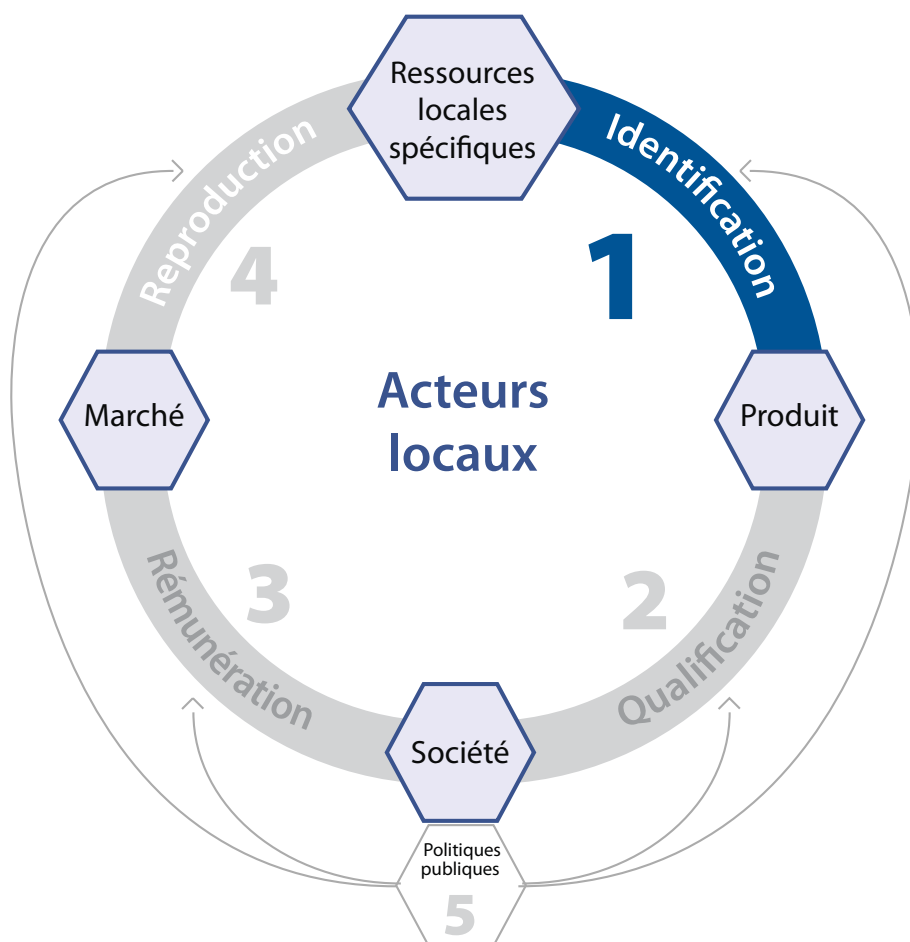 Ressources
locales
spécifiques
Identification
1
Reproduction
4
Marché
Acteurs
locaux
Produit
Rémunération
3
2
Qualification
Société
Politiques
publiques
5